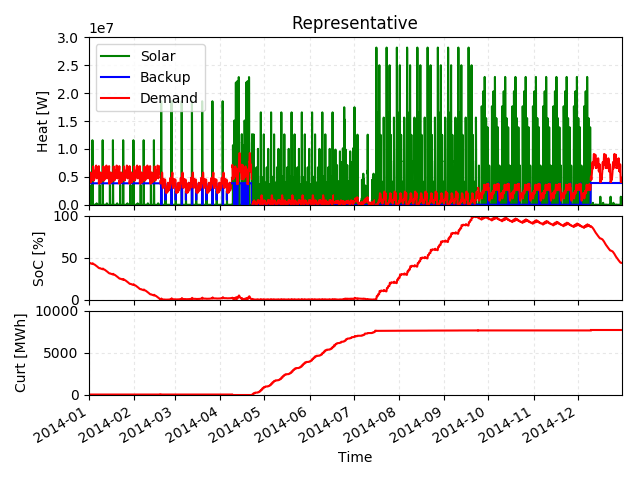 Representative
1e7
3.0
2.5
2.0
1.5
1.0
0.5
0.0
Heat [W]
Solar
Backup
Demand
100
50
0
SoC [%]
10000
5000
0
Curt [MWh]
2014-01
2014-02
2014-03
2014-04
2014-05
2014-06
2014-07
2014-08
2014-09
2014-10
2014-11
2014-12
Time